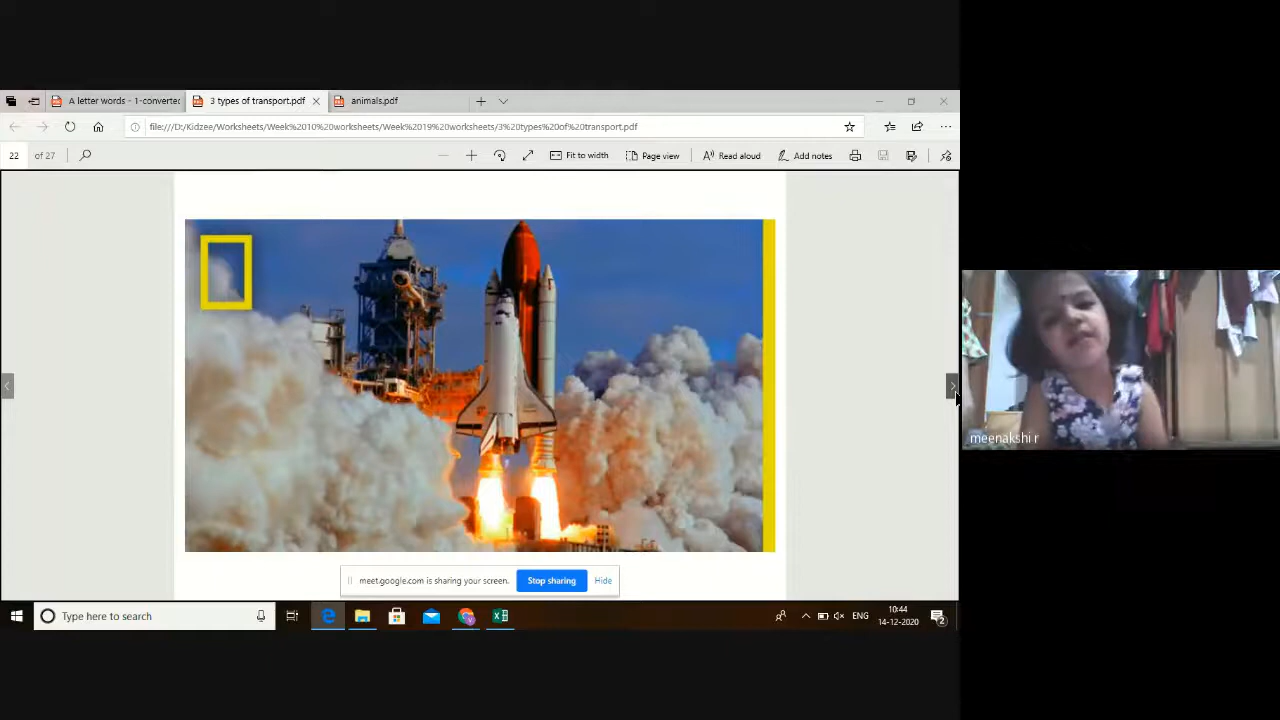 A letter words - 1-converted
3 types of transport.pdf
animals.pdf
file:///D:/Kidzee/Worksheets/Week%2010%20worksheets/Week%2019%20worksheets/3%20types%20of%20transport.pdf
22 of 27
Fit to width
Page view
Read aloud
Add notes
meenakshi r
meet.google.com is sharing your screen.
Stop sharing
Hide
Type here to search
ENG
10:44
14-12-2020
2